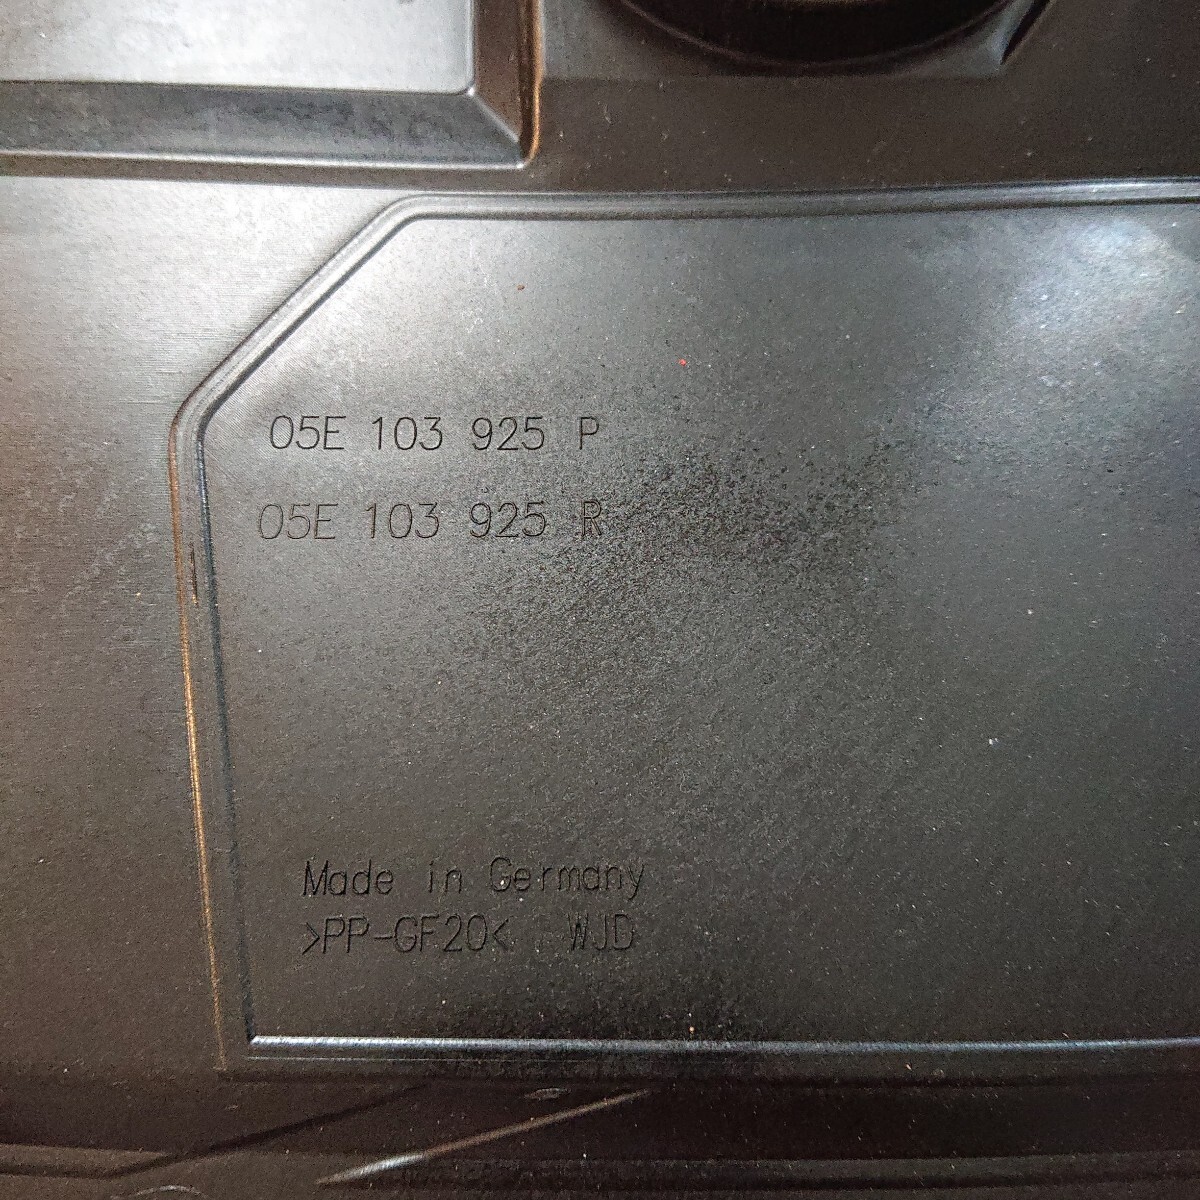 05E 103 925 P
05E 103 925 R
Made in Germany
>PP-GF20< WJD